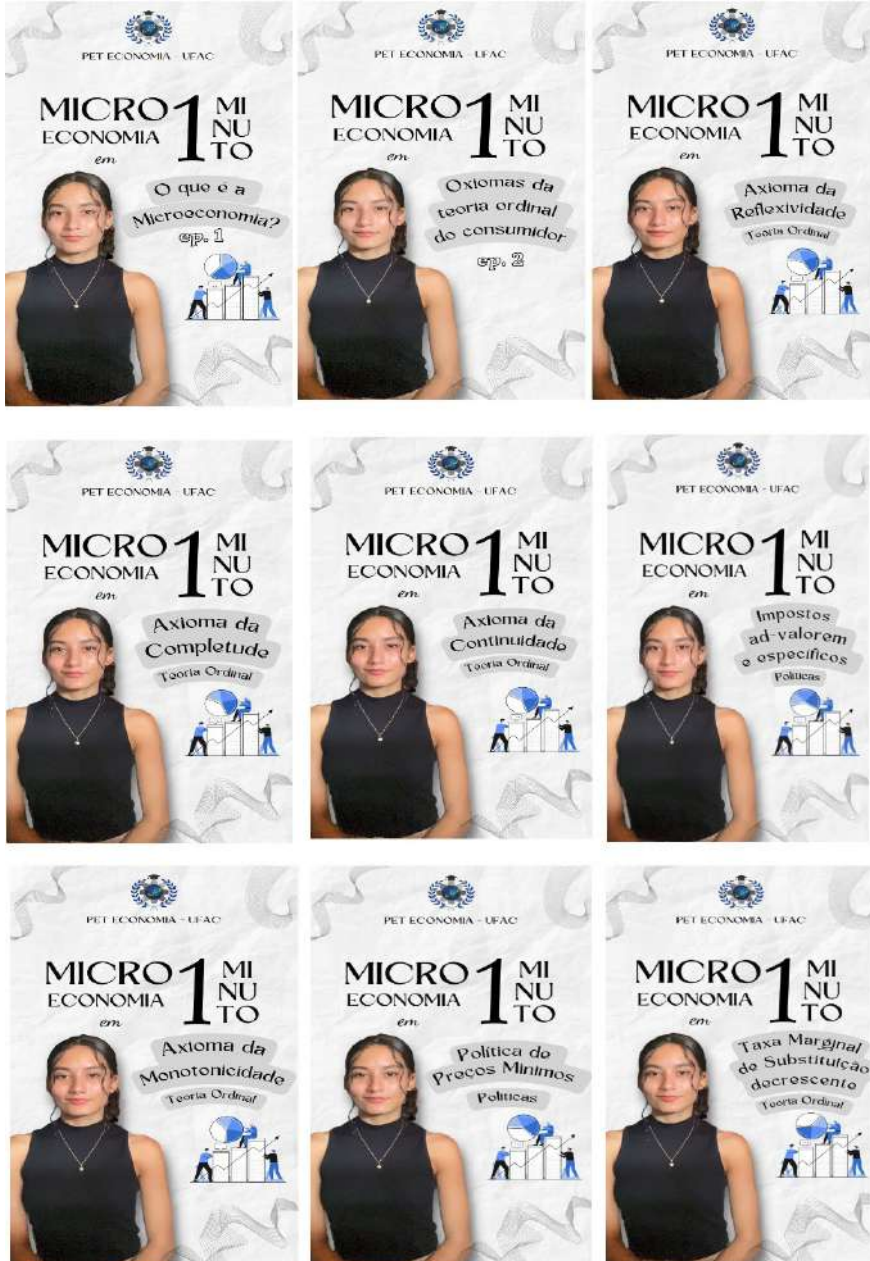 PET ECONOMIA - UFAC
MICRO 1 MI
ECONOMIA NU
em TO
O que é a
Microeconomia?
ep. 1
PET ECONOMIA - UFAC
MICRO 1 MI
ECONOMIA NU
em TO
Oxiomas da
teoria ordinal
do consumidor
ep. 2
PET ECONOMIA - UFAC
MICRO 1 MI
ECONOMIA NU
em TO
Axioma da
Reflexividade
Teoria Ordinal
PET ECONOMIA - UFAC
MICRO 1 MI
ECONOMIA NU
em TO
Axioma da
Completude
Teoria Ordinal
PET ECONOMIA - UFAC
MICRO 1 MI
ECONOMIA NU
em TO
Axioma da
Continuidade
Teoria Ordinal
PET ECONOMIA - UFAC
MICRO 1 MI
ECONOMIA NU
em TO
Impostos
ad-valorem
e específicos
Políticas
PET ECONOMIA - UFAC
MICRO 1 MI
ECONOMIA NU
em TO
Axioma da
Monotonicidade
Teoria Ordinal
PET ECONOMIA - UFAC
MICRO 1 MI
ECONOMIA NU
em TO
Política de
Preços Mínimos
Políticas
PET ECONOMIA - UFAC
MICRO 1 MI
ECONOMIA NU
em TO
Taxa Marginal
de Substituição
decrescente
Teoria Ordinal